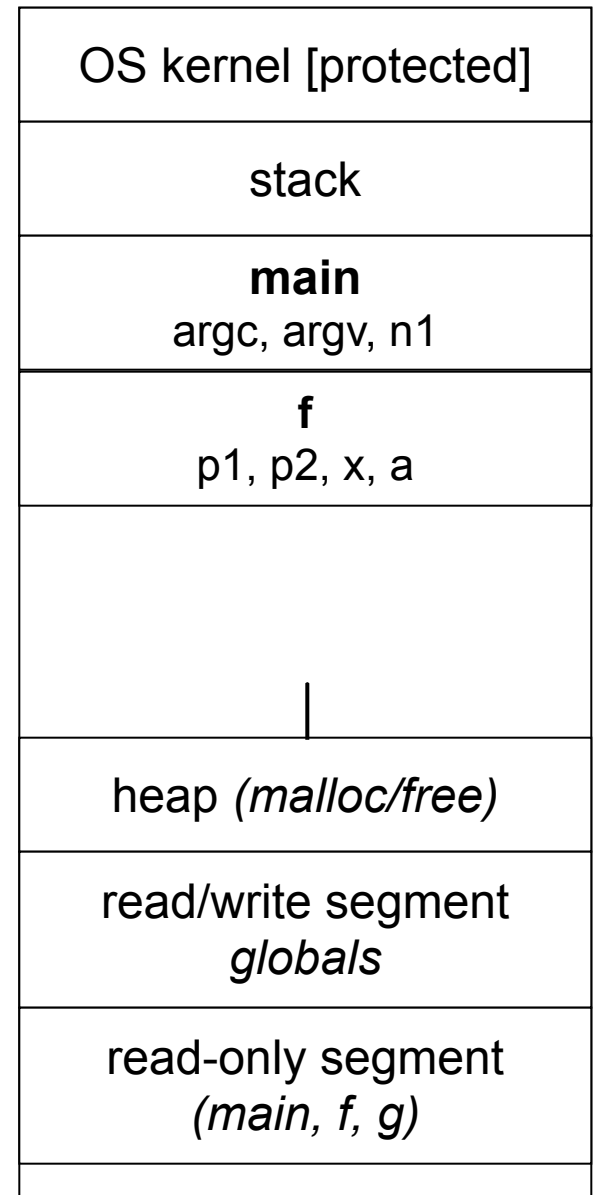 OS kernel [protected]
stack
main
argc, argv, n1
f
p1, p2, x, a
heap (malloc/free)
read/write segment
globals
read-only segment
(main, f, g)